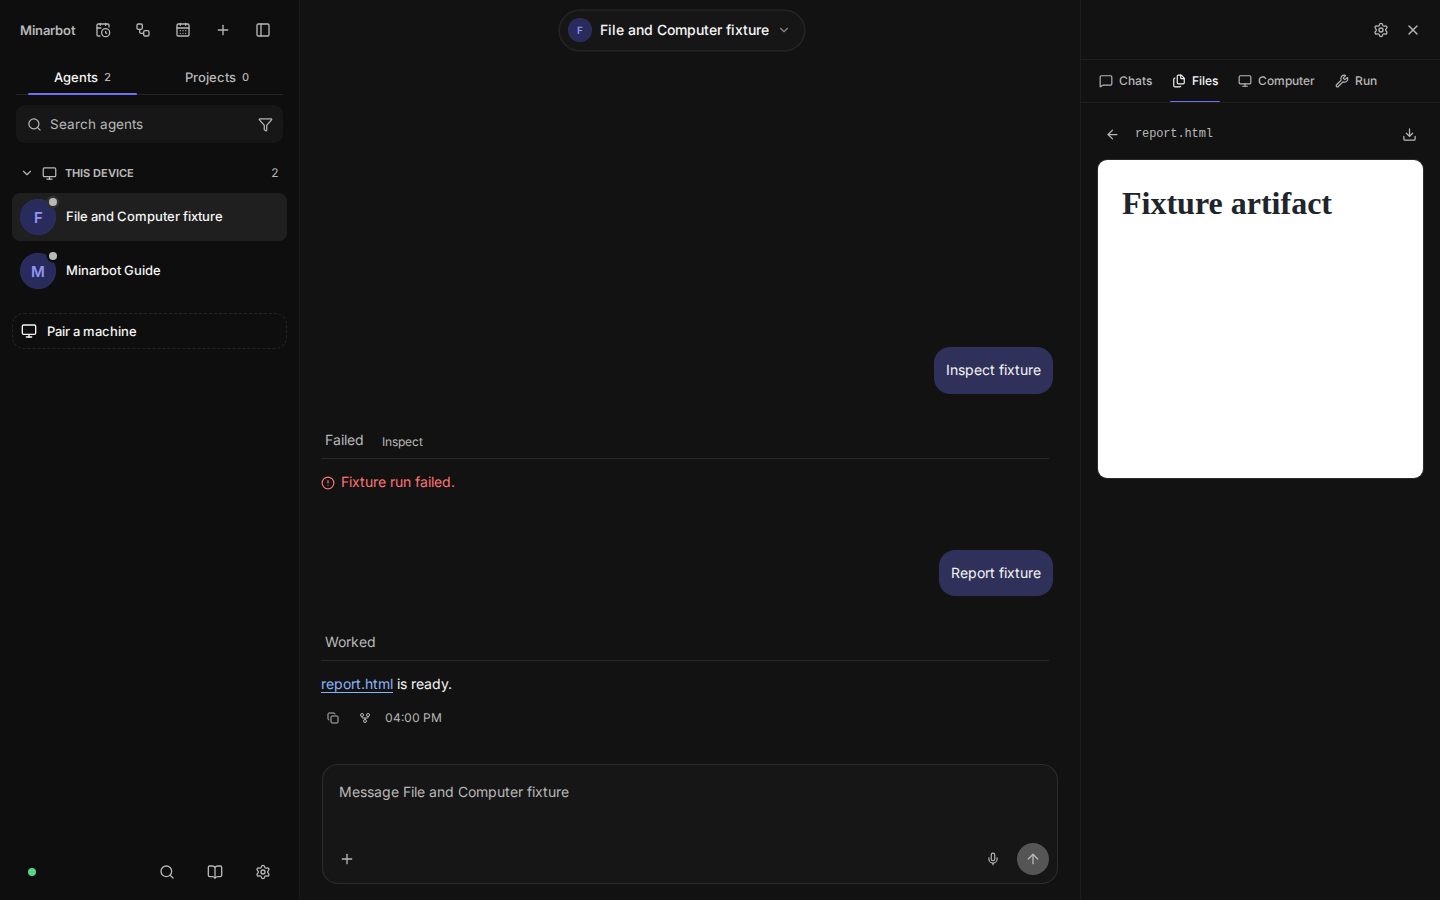 Minarbot
Agents 2
Projects 0
Search agents
THIS DEVICE 2
F
File and Computer fixture
M
Minarbot Guide
Pair a machine
F File and Computer fixture
Inspect fixture
Failed Inspect
Fixture run failed.
Report fixture
Worked
report.html is ready.
04:00 PM
Message File and Computer fixture
Chats
Files
Computer
Run
report.html
Fixture artifact